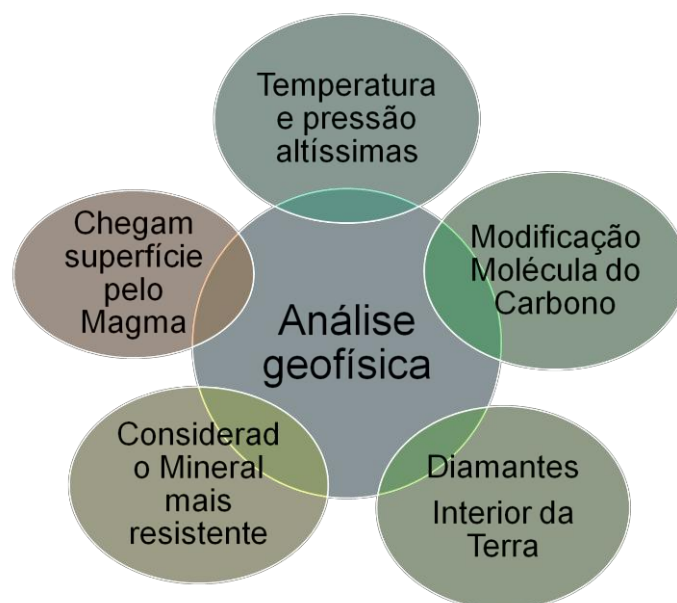 Temperatura
e pressão
altíssimas
Modificação
Molécula do
Carbono
Diamantes
Interior da
Terra
Considerad
o Mineral
mais
resistente
Chegam
superfície
pelo
Magma
Análise
geofísica